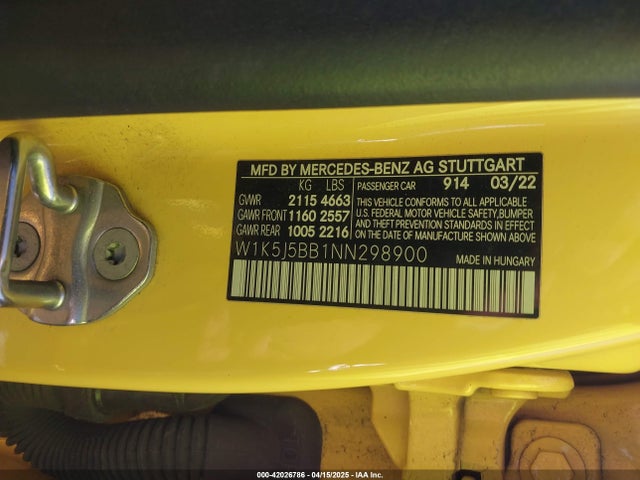 MFD BY MERCEDES-BENZ AG STUTTGART
KG LBS PASSENGER CAR 914 03/22
GVWR 2115 4663
GAWR FRONT 1160 2557
GAWR REAR 1005 2216
THIS VEHICLE CONFORMS TO ALL APPLICABLE
U.S. FEDERAL MOTOR VEHICLE SAFETY, BUMPER
AND THEFT PREVENTION STANDARDS IN EFFECT
ON THE DATE OF MANUFACTURE SHOWN ABOVE.
W1K5J5BB1NN298900 MADE IN HUNGARY
000-42026786 - 04/15/2025 - IAA Inc.